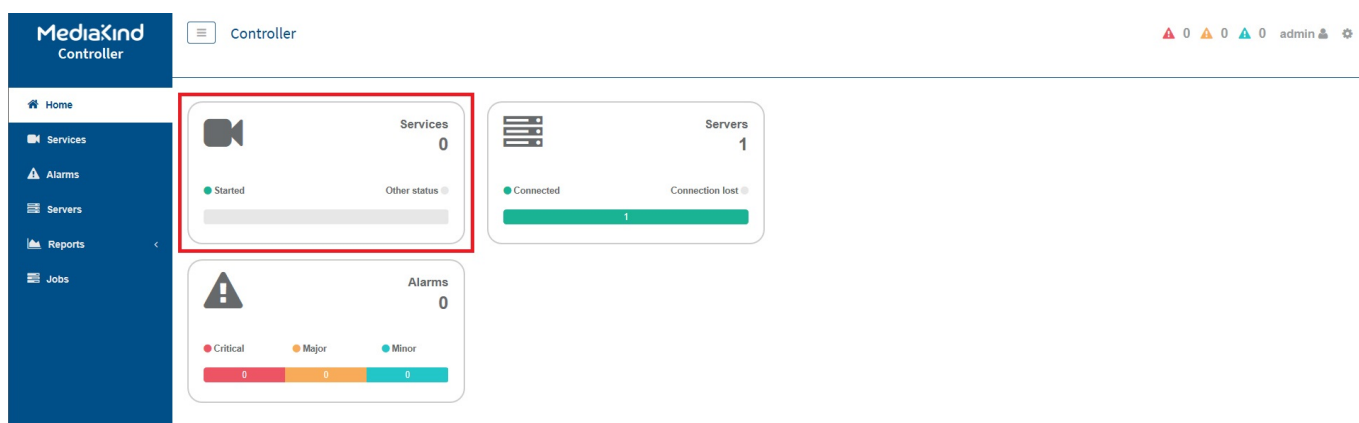 MediaKind
Controller
Controller
0 0 0 admin
Home
Services
Alarms
Servers
Reports <
Jobs
Services
0
Started Other status
Servers
1
Connected Connection lost
1
Alarms
0
Critical Major Minor
0 0 0